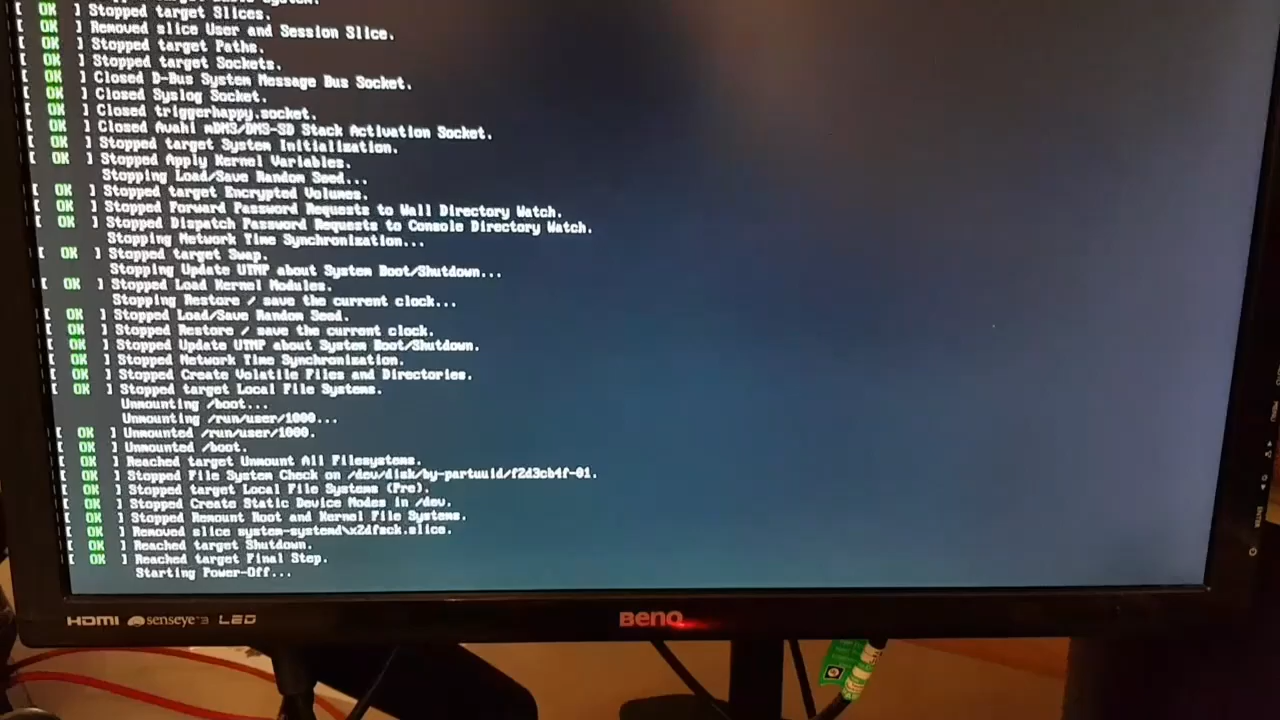 [ OK ] Stopped target Slices.
[ OK ] Removed slice User and Session Slice.
[ OK ] Stopped target Paths.
[ OK ] Stopped target Sockets.
[ OK ] Closed D-Bus System Message Bus Socket.
[ OK ] Closed Syslog Socket.
[ OK ] Closed triggerhappy.socket.
[ OK ] Closed Avahi mDNS/DNS-SD Stack Activation Socket.
[ OK ] Stopped target System Initialization.
[ OK ] Stopped Apply Kernel Variables.
Stopping Load/Save Random Seed...
[ OK ] Stopped target Encrypted Volumes.
[ OK ] Stopped Forward Password Requests to Wall Directory Watch.
[ OK ] Stopped Dispatch Password Requests to Console Directory Watch.
Stopping Network Time Synchronization...
[ OK ] Stopped target Swap.
Stopping Update UTMP about System Boot/Shutdown...
[ OK ] Stopped Load Kernel Modules.
Stopping Restore / save the current clock...
[ OK ] Stopped Load/Save Random Seed.
[ OK ] Stopped Restore / save the current clock.
[ OK ] Stopped Update UTMP about System Boot/Shutdown.
[ OK ] Stopped Network Time Synchronization.
[ OK ] Stopped Create Volatile Files and Directories.
[ OK ] Stopped target Local File Systems.
Unmounting /boot...
Unmounting /run/user/1000...
[ OK ] Unmounted /run/user/1000.
[ OK ] Unmounted /boot.
[ OK ] Reached target Unmount All Filesystems.
[ OK ] Stopped File System Check on /dev/disk/by-partuuid/f2d3cb4f-01.
[ OK ] Stopped target Local File Systems (Pre).
[ OK ] Stopped Create Static Device Nodes in /dev.
[ OK ] Stopped Remount Root and Kernel File Systems.
[ OK ] Removed slice system-systemd\x2dfsck.slice.
[ OK ] Reached target Shutdown.
[ OK ] Reached target Final Step.
Starting Power-Off...
HDMI senseye 3 LED
BenQ